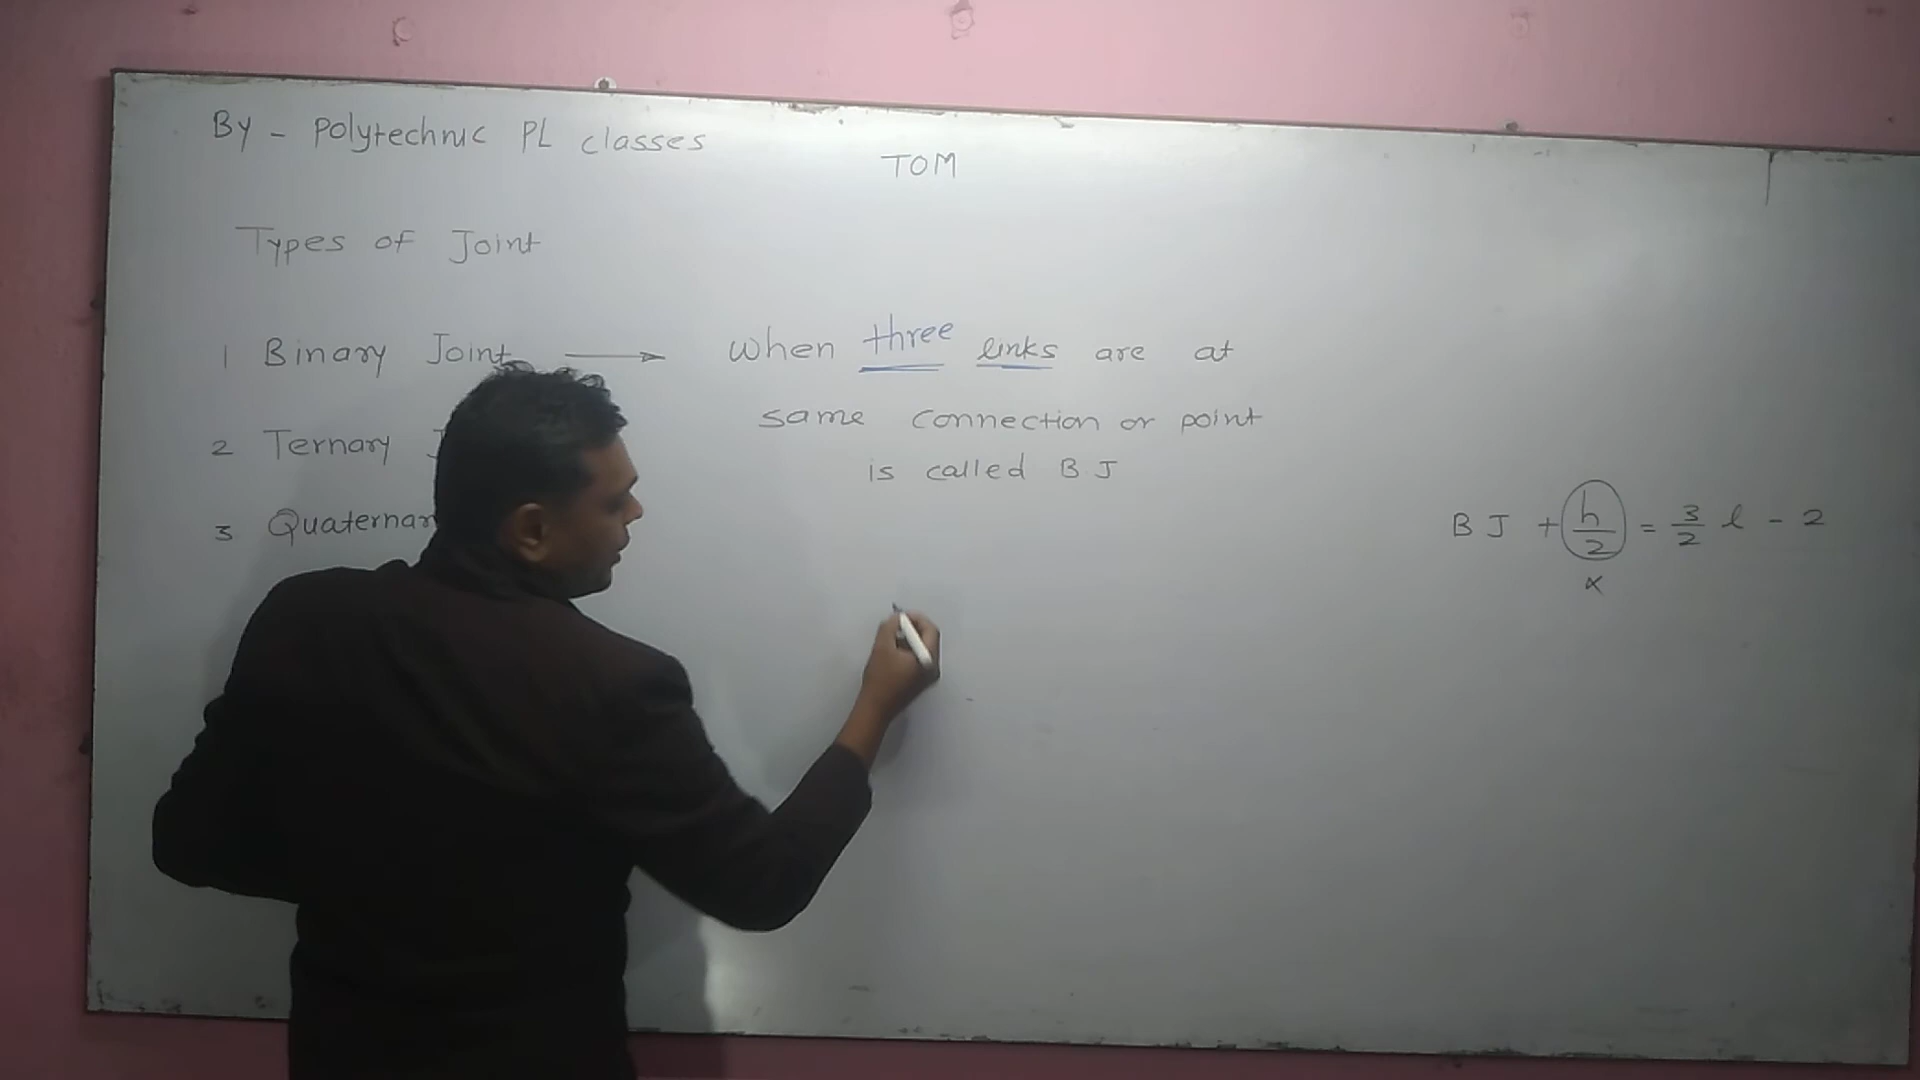 By - Polytechnic PL classes
TOM
Types of Joint
1 Binary Joint → When three links are at
same connection or point
is called B J
2 Ternary J
3 Quaternar
B J + h/2 = 3/2 l - 2
x